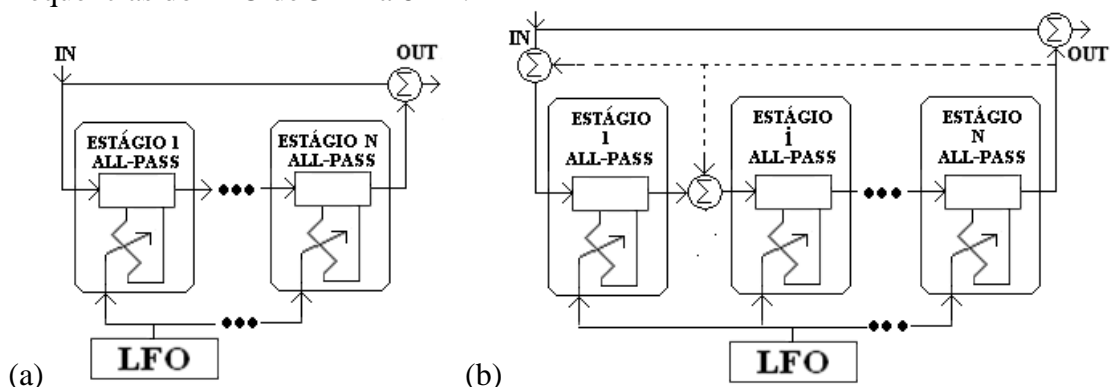 IN
OUT
ESTÁGIO 1
ALL-PASS
ESTÁGIO N
ALL-PASS
LFO
(a)
IN
OUT
ESTÁGIO
1
ALL-PASS
ESTÁGIO
i
ALL-PASS
ESTÁGIO
N
ALL-PASS
Σ
Σ
Σ
Σ
LFO
(b)